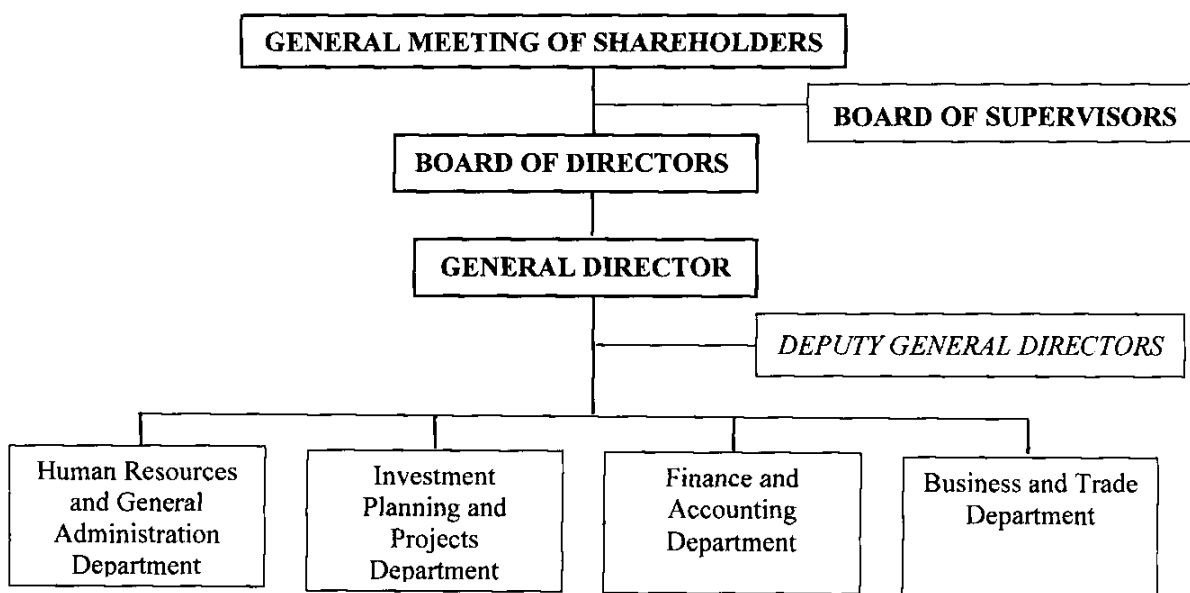 GENERAL MEETING OF SHAREHOLDERS
BOARD OF SUPERVISORS
BOARD OF DIRECTORS
GENERAL DIRECTOR
DEPUTY GENERAL DIRECTORS
Human Resources
and General
Administration
Department
Investment
Planning and
Projects
Department
Finance and
Accounting
Department
Business and Trade
Department